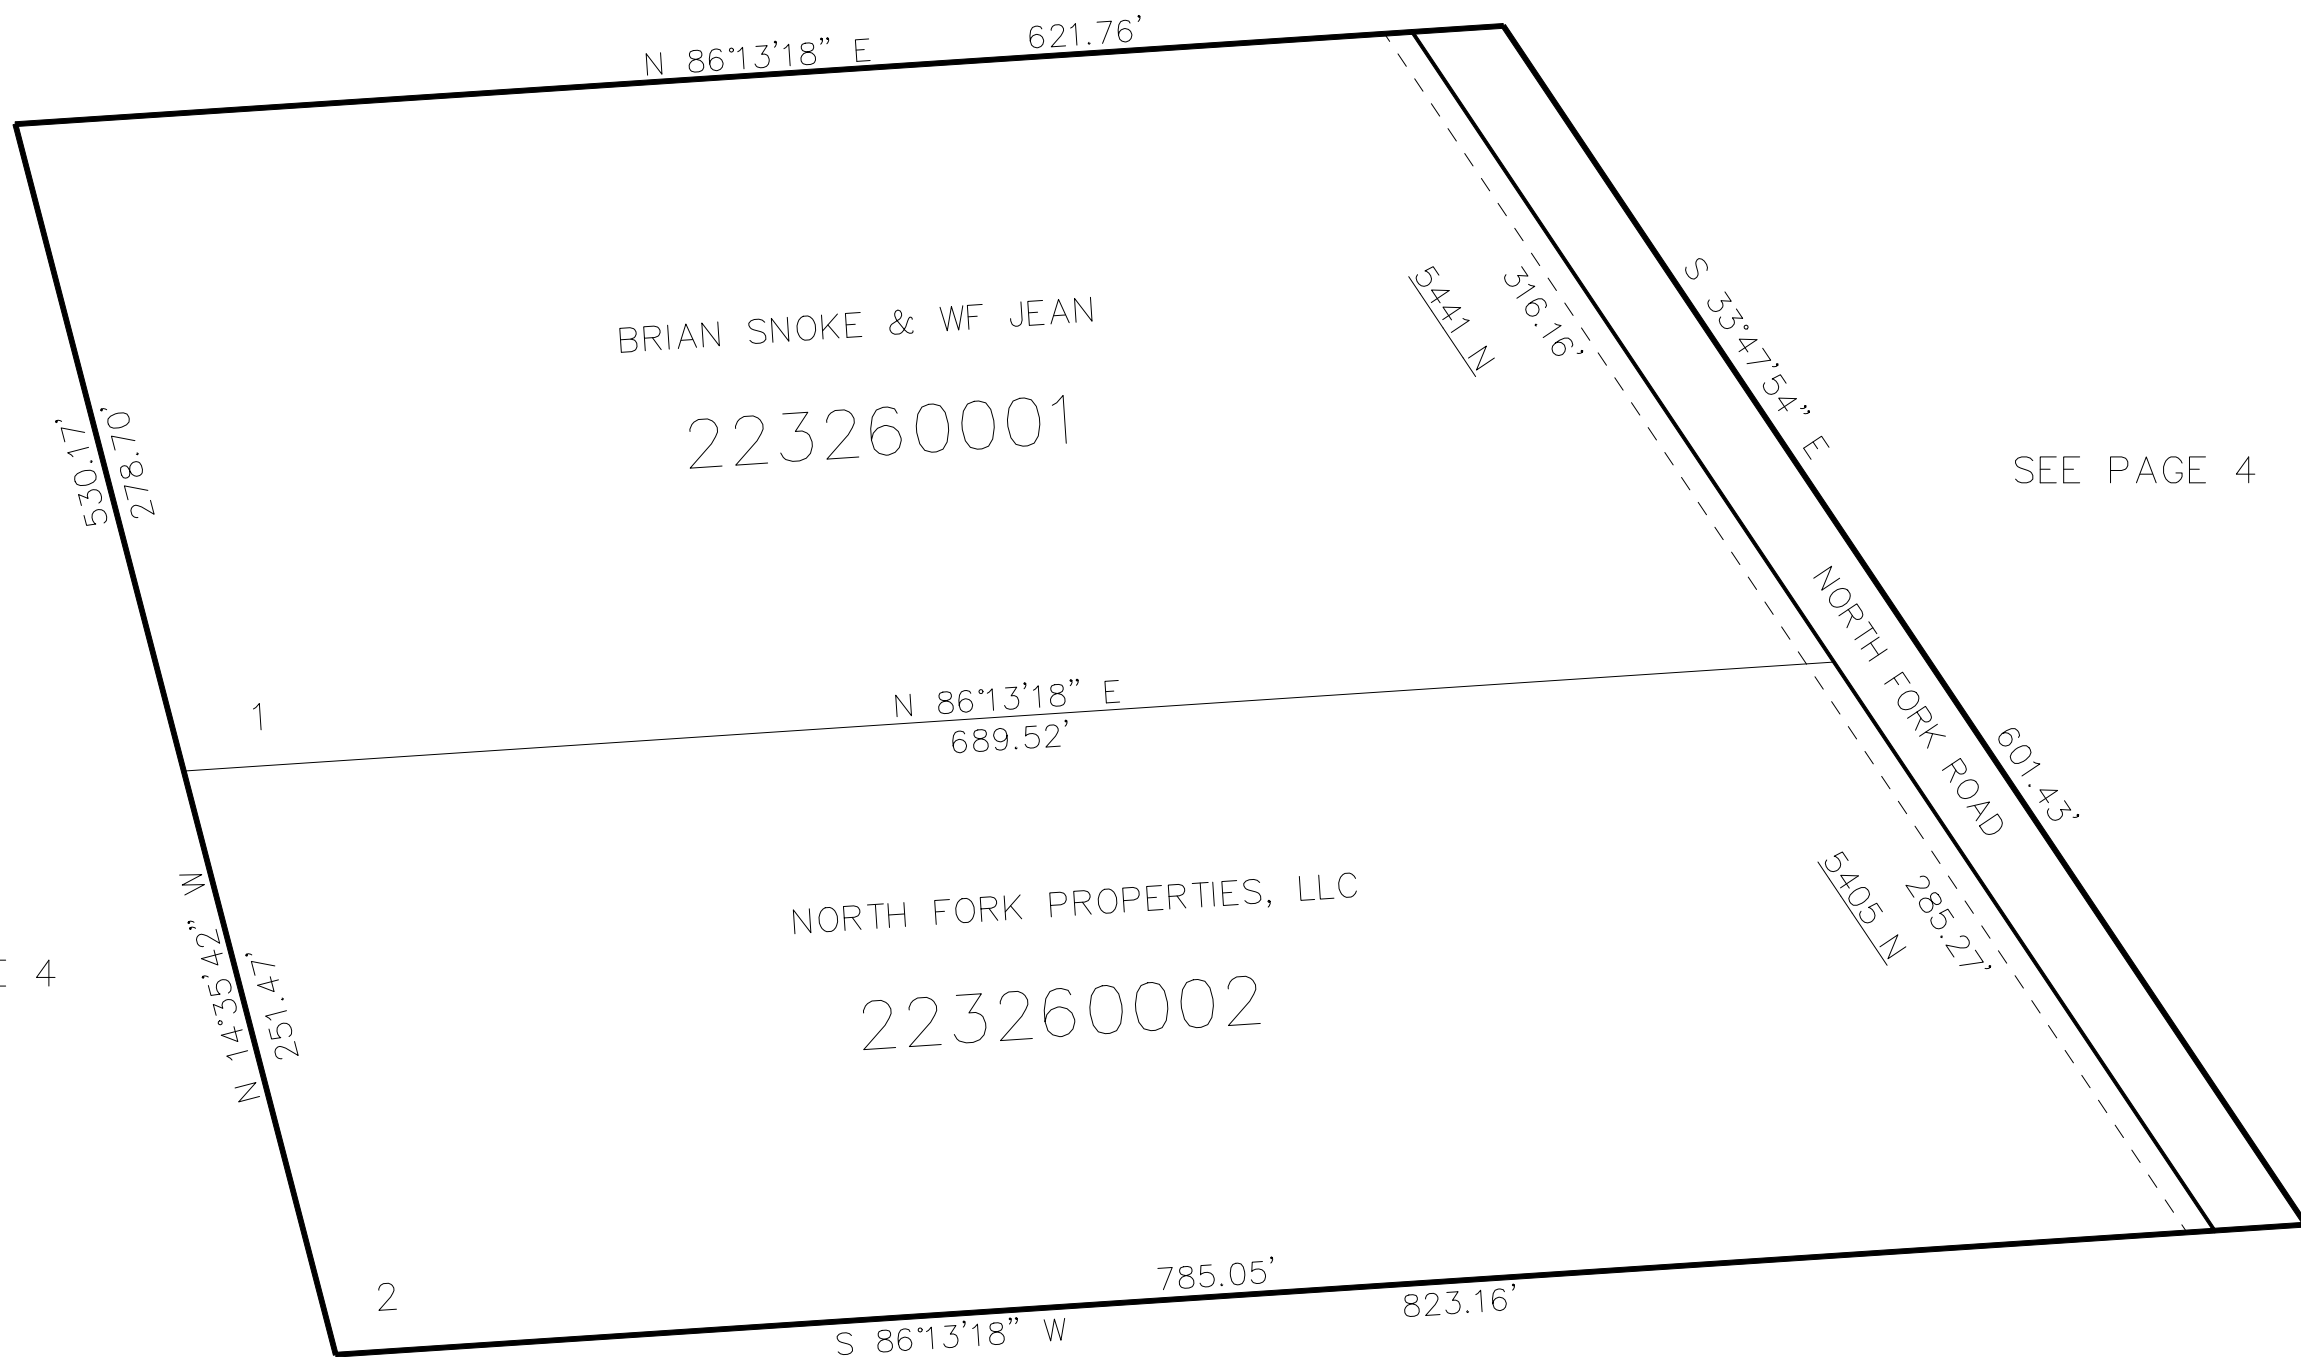 N 86°13'18" E
621.76'
S 33°47'54" E
5441 N
316.16'
BRIAN SNOKE & WF JEAN
223260001
530.17'
278.70'
SEE PAGE 4
NORTH FORK ROAD
1
N 86°13'18" E
689.52'
601.43'
5405 N
285.27'
N 14°35'42" W
251.47'
NORTH FORK PROPERTIES, LLC
4
223260002
2
785.05'
823.16'
S 86°13'18" W